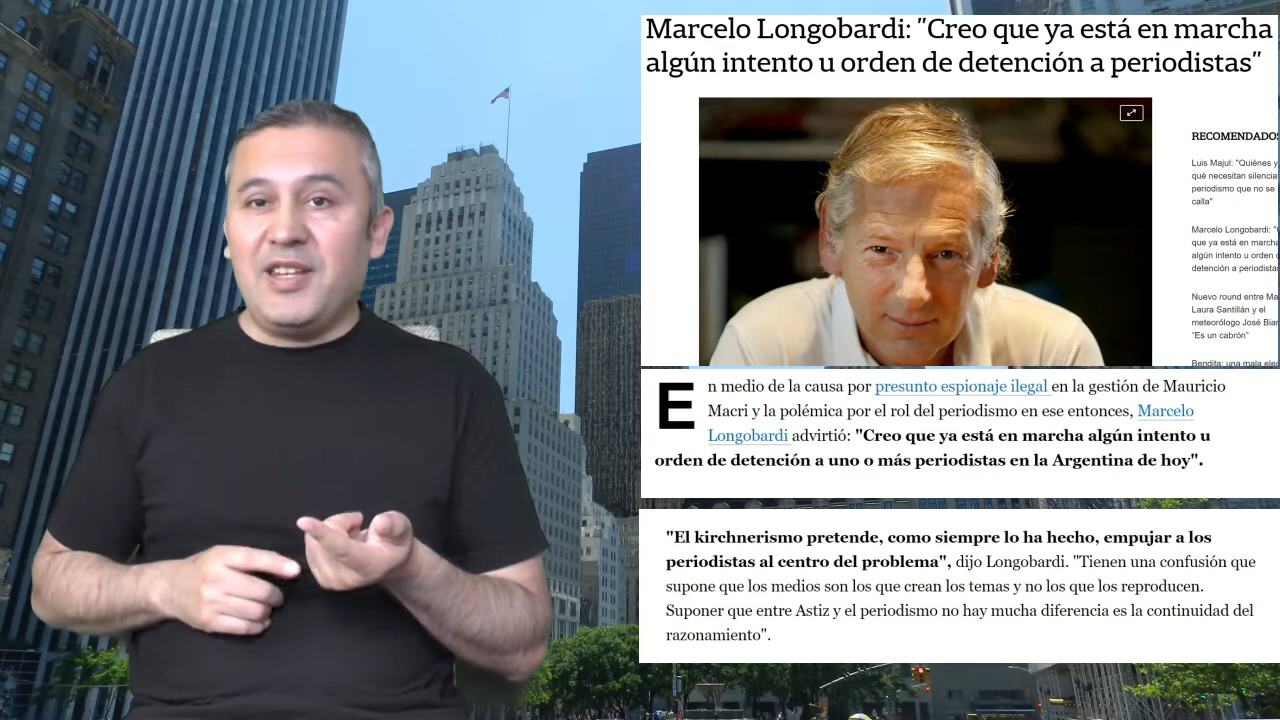 Marcelo Longobardi: "Creo que ya está en marcha
algún intento u orden de detención a periodistas"
RECOMENDADOS
Luis Majul: "Quiénes y
qué necesitan silencia
periodismo que no se
calla"
Marcelo Longobardi: "
que ya está en marcha
algún intento u orden
detención a periodista
Nuevo round entre Ma
Laura Santillán y el
meteorólogo José Bia
"Es un cabrón"
Bendita: una mala ele
En medio de la causa por presunto espionaje ilegal en la gestión de Mauricio
Macri y la polémica por el rol del periodismo en ese entonces, Marcelo
Longobardi advirtió: "Creo que ya está en marcha algún intento u
orden de detención a uno o más periodistas en la Argentina de hoy".
"El kirchnerismo pretende, como siempre lo ha hecho, empujar a los
periodistas al centro del problema", dijo Longobardi. "Tienen una confusión que
supone que los medios son los que crean los temas y no los que los reproducen.
Suponer que entre Astiz y el periodismo no hay mucha diferencia es la continuidad del
razonamiento".